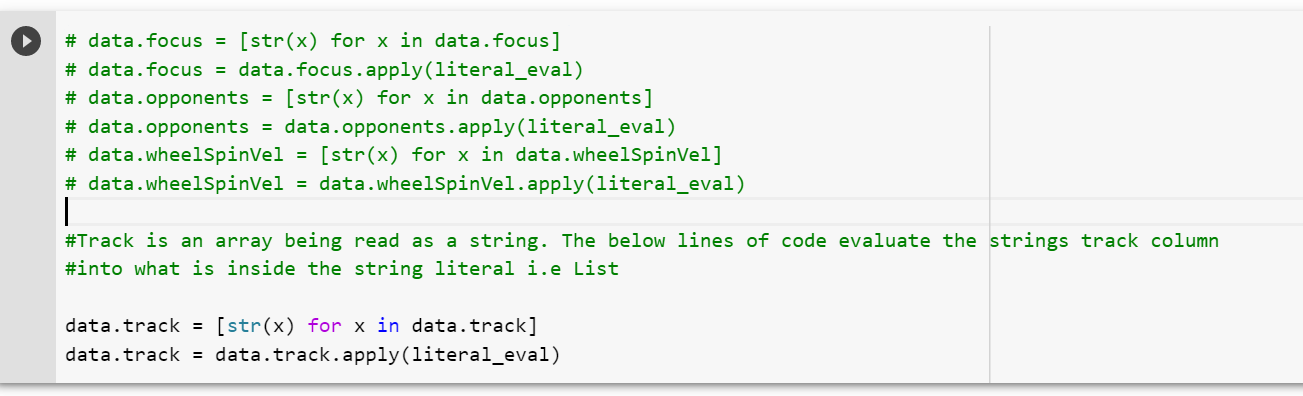 # data.focus = [str(x) for x in data.focus]
# data.focus = data.focus.apply(literal_eval)
# data.opponents = [str(x) for x in data.opponents]
# data.opponents = data.opponents.apply(literal_eval)
# data.wheelSpinVel = [str(x) for x in data.wheelSpinVel]
# data.wheelSpinVel = data.wheelSpinVel.apply(literal_eval)
#Track is an array being read as a string. The below lines of code evaluate the strings track column
#into what is inside the string literal i.e List
data.track = [str(x) for x in data.track]
data.track = data.track.apply(literal_eval)